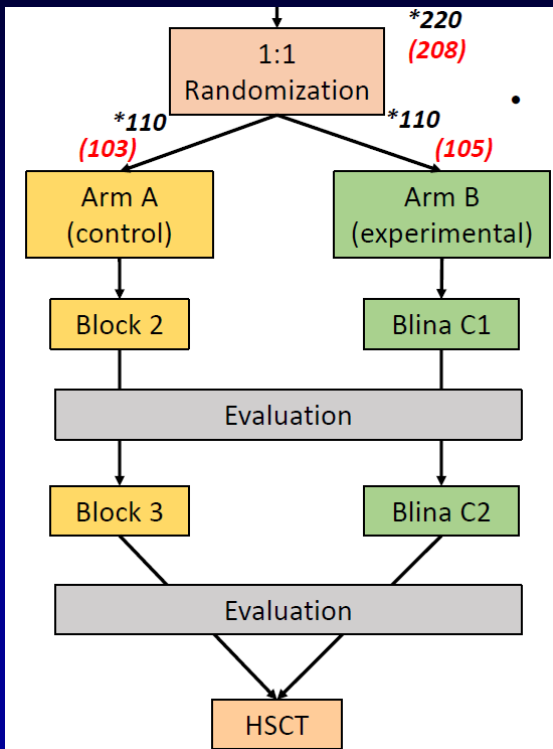 *220
(208)
1:1
Randomization
*110
*110
(103)
(105)
Arm A
(control)
Arm B
(experimental)
Block 2
Blina C1
Evaluation
Block 3
Blina C2
Evaluation
HSCT